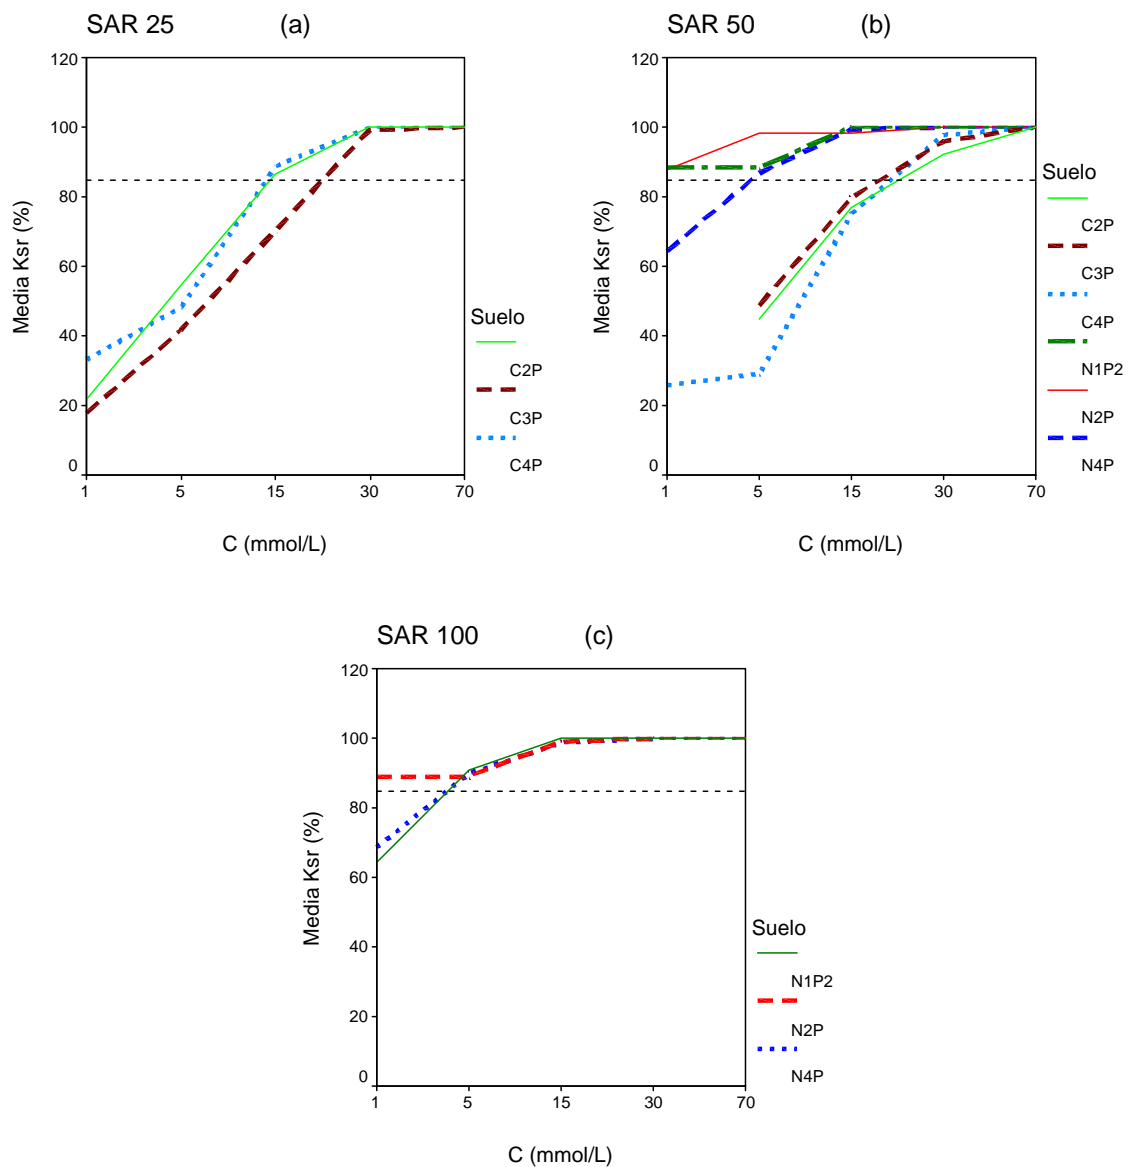 SAR 25 (a)
120
100
80
60
40
20
0
Media Ksr (%)
1 5 15 30 70
C (mmol/L)
Suelo
C2P
C3P
C4P
SAR 50 (b)
120
100
80
60
40
20
0
Media Ksr (%)
1 5 15 30 70
C (mmol/L)
Suelo
C2P
C3P
C4P
N1P2
N2P
N4P
SAR 100 (c)
120
100
80
60
40
20
0
Media Ksr (%)
1 5 15 30 70
C (mmol/L)
Suelo
N1P2
N2P
N4P